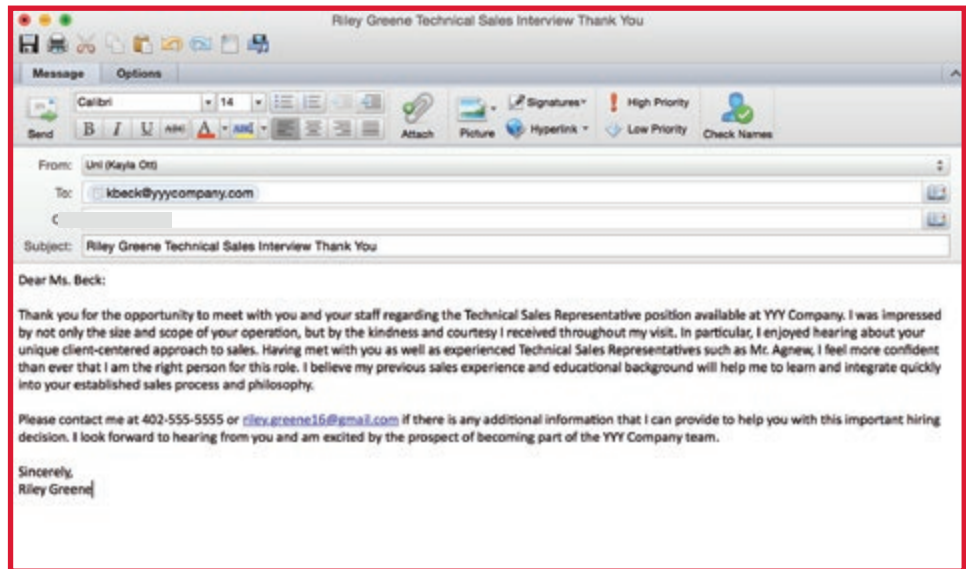 Riley Greene Technical Sales Interview Thank You
Message Options
Calibri 14 Signatures High Priority
Send B I U ABC A ABC Attach Picture Hyperlink Low Priority Check Names
From: Uni (Kayla Ott)
To: kbeck@yyycompany.com
Subject: Riley Greene Technical Sales Interview Thank You
Dear Ms. Beck:
Thank you for the opportunity to meet with you and your staff regarding the Technical Sales Representative position available at YYY Company. I was impressed
by not only the size and scope of your operation, but by the kindness and courtesy I received throughout my visit. In particular, I enjoyed hearing about your
unique client-centered approach to sales. Having met with you as well as experienced Technical Sales Representatives such as Mr. Agnew, I feel more confident
than ever that I am the right person for this role. I believe my previous sales experience and educational background will help me to learn and integrate quickly
into your established sales process and philosophy.
Please contact me at 402-555-5555 or riley.greene16@gmail.com if there is any additional information that I can provide to help you with this important hiring
decision. I look forward to hearing from you and am excited by the prospect of becoming part of the YYY Company team.
Sincerely,
Riley Greene